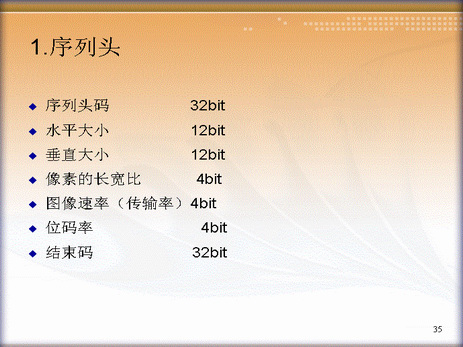 1.序列头
序列头码 32bit
水平大小 12bit
垂直大小 12bit
像素的长宽比 4bit
图像速率（传输率）4bit
位码率 4bit
结束码 32bit
35